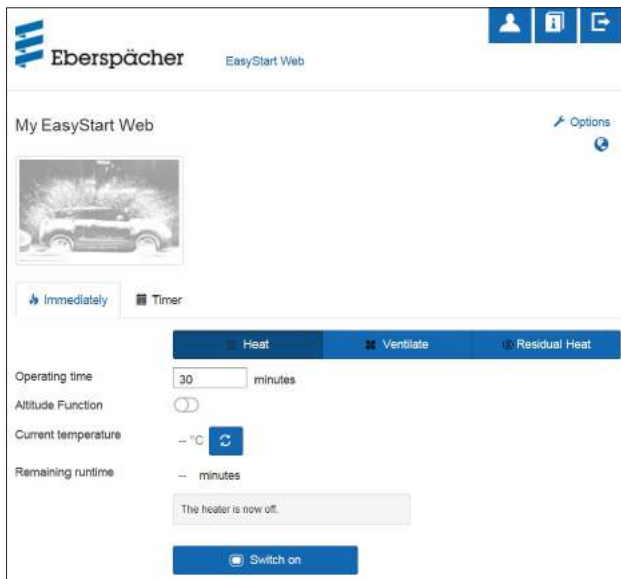 Eberspächer
EasyStart Web
My EasyStart Web
Options
Immediately
Timer
Heat
Ventilate
Residual Heat
Operating time
30 minutes
Altitude Function
Current temperature
-- °C
Remaining runtime
-- minutes
The heater is now off.
Switch on